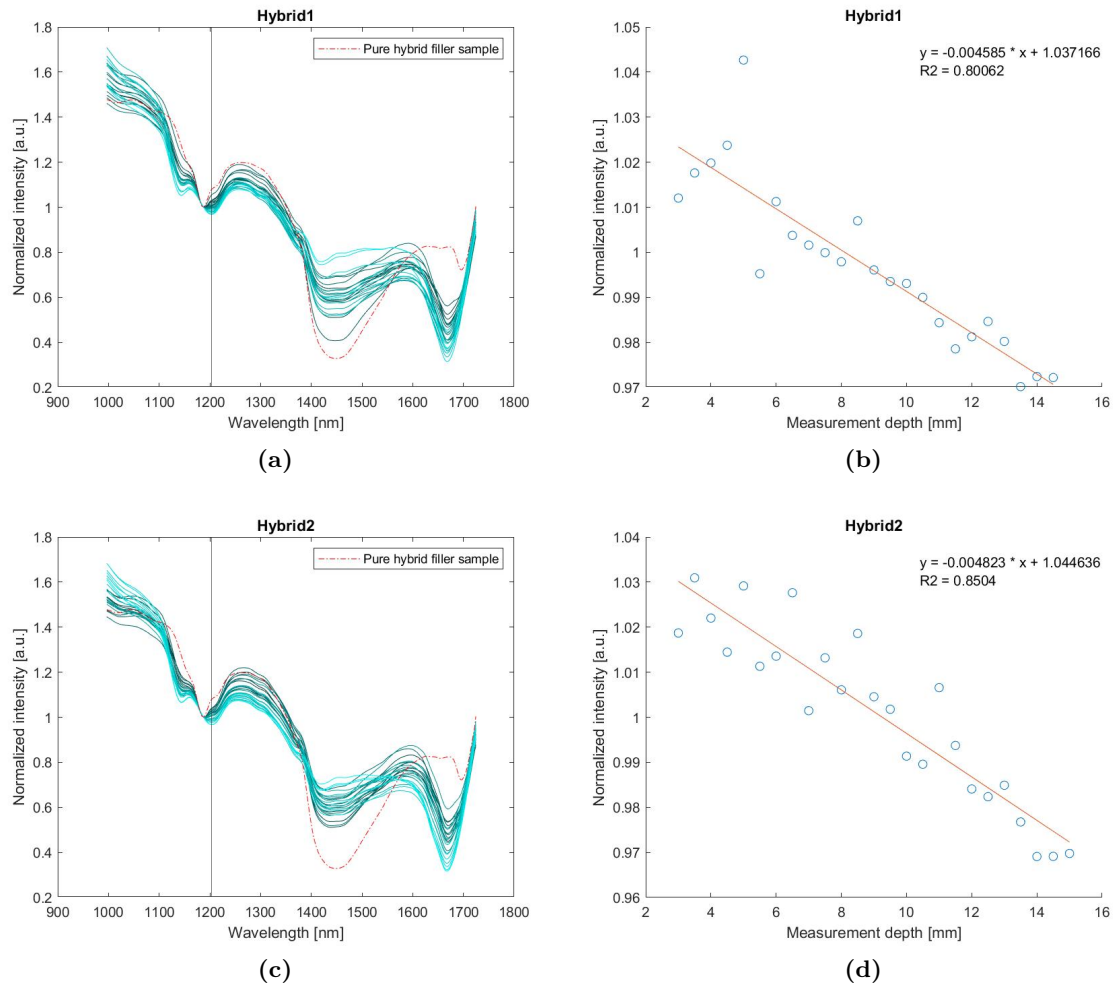 Hybrid1
1.8
1.6
1.4
1.2
1
0.8
0.6
0.4
0.2
Normalized intensity [a.u.]
Pure hybrid filler sample
900 1000 1100 1200 1300 1400 1500 1600 1700 1800
Wavelength [nm]
(a)
Hybrid1
1.05
1.04
1.03
1.02
1.01
1
0.99
0.98
0.97
Normalized intensity [a.u.]
y = -0.004585 * x + 1.037166
R2 = 0.80062
2 4 6 8 10 12 14 16
Measurement depth [mm]
(b)
Hybrid2
1.8
1.6
1.4
1.2
1
0.8
0.6
0.4
0.2
Normalized intensity [a.u.]
Pure hybrid filler sample
900 1000 1100 1200 1300 1400 1500 1600 1700 1800
Wavelength [nm]
(c)
Hybrid2
1.04
1.03
1.02
1.01
1
0.99
0.98
0.97
0.96
Normalized intensity [a.u.]
y = -0.004823 * x + 1.044636
R2 = 0.8504
2 4 6 8 10 12 14 16
Measurement depth [mm]
(d)